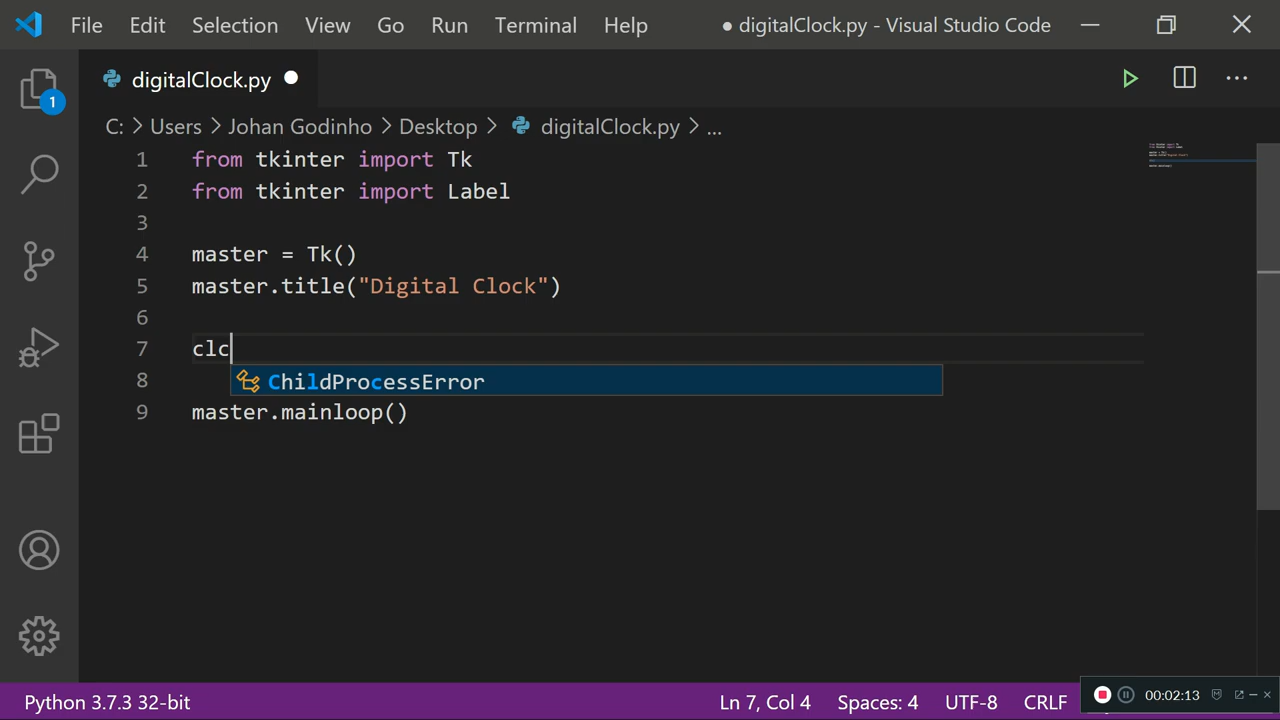 File Edit Selection View Go Run Terminal Help ● digitalClock.py - Visual Studio Code
digitalClock.py
1
C: > Users > Johan Godinho > Desktop > digitalClock.py > ...
1 from tkinter import Tk
2 from tkinter import Label
3
4 master = Tk()
5 master.title("Digital Clock")
6
7 clc
8 ChildProcessError
9 master.mainloop()
Python 3.7.3 32-bit Ln 7, Col 4 Spaces: 4 UTF-8 CRLF 00:02:13